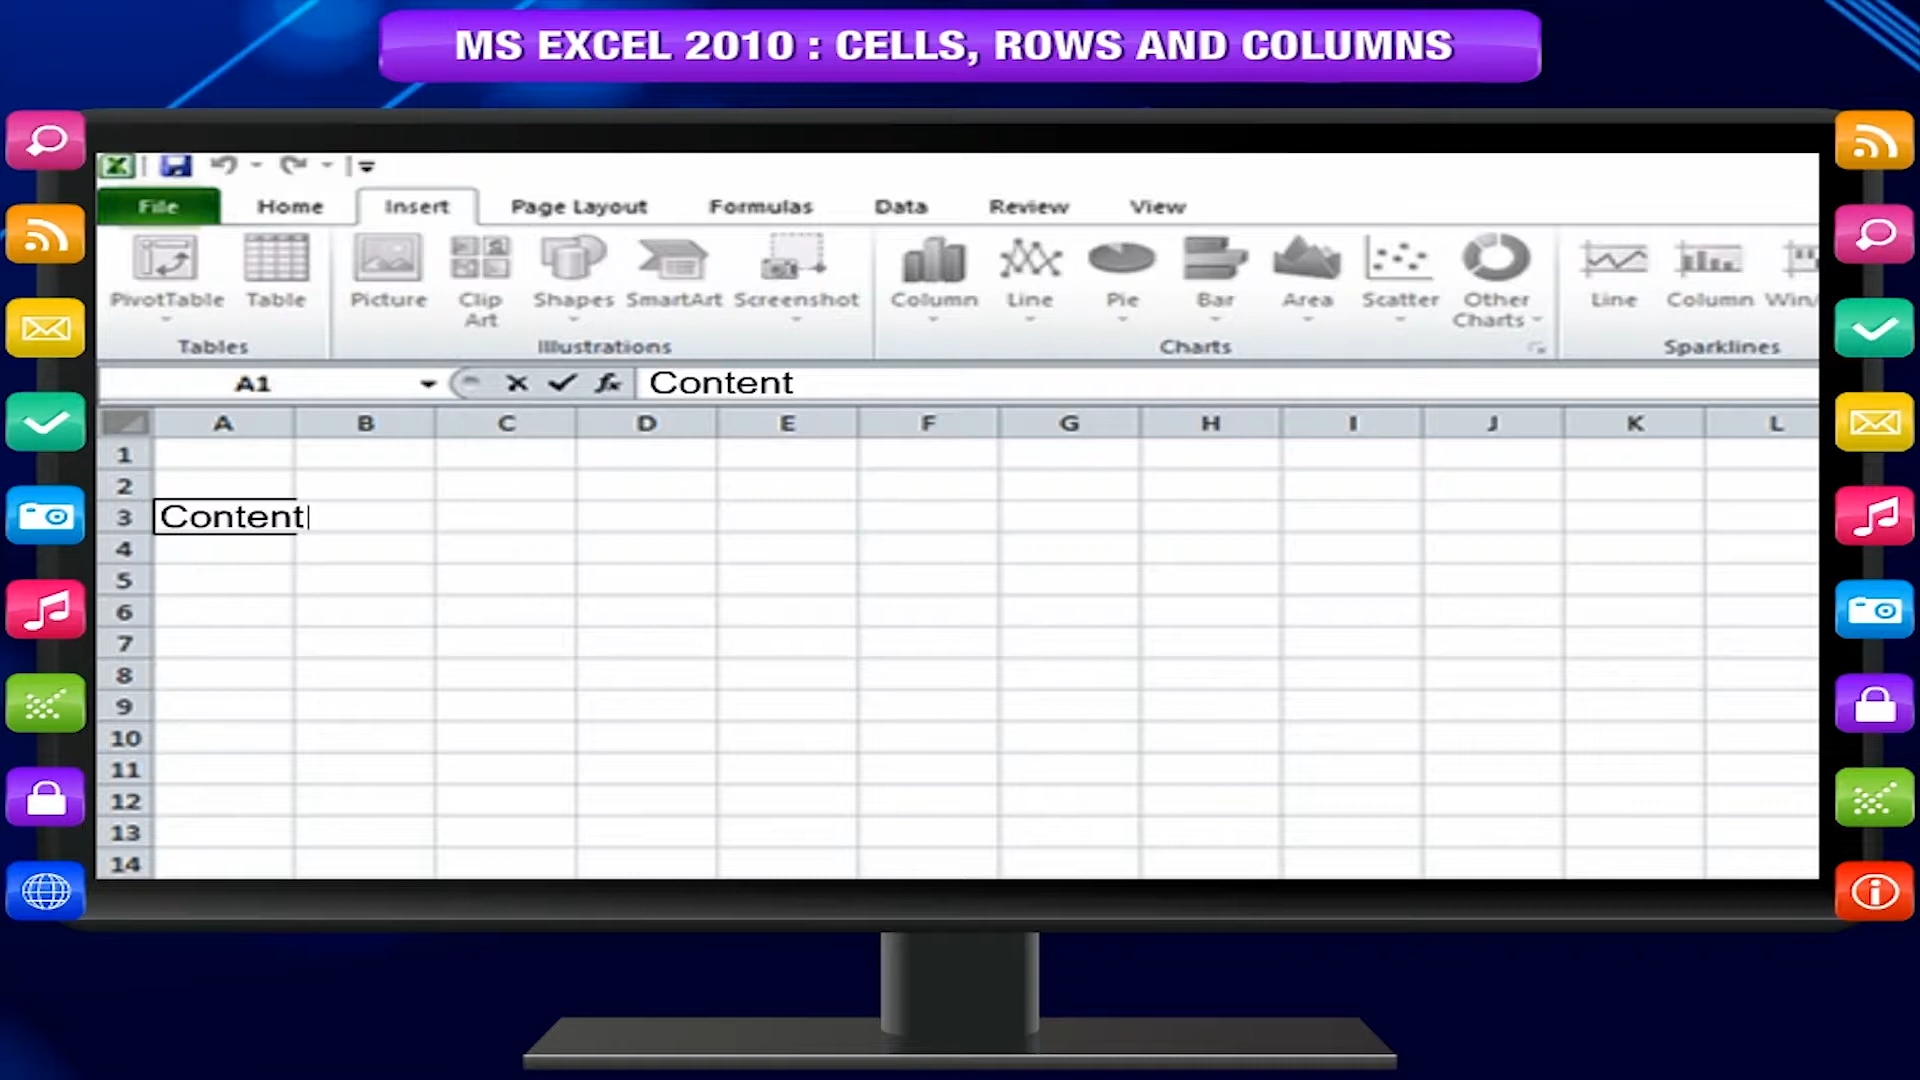 MS EXCEL 2010 : CELLS, ROWS AND COLUMNS
File Home Insert Page Layout Formulas Data Review View
PivotTable Table Picture Clip Art Shapes SmartArt Screenshot Column Line Pie Bar Area Scatter Other Charts Line Column Win/
Tables Illustrations Charts Sparklines
A1 fx Content
A B C D E F G H I J K L
1
2
3 Content
4
5
6
7
8
9
10
11
12
13
14